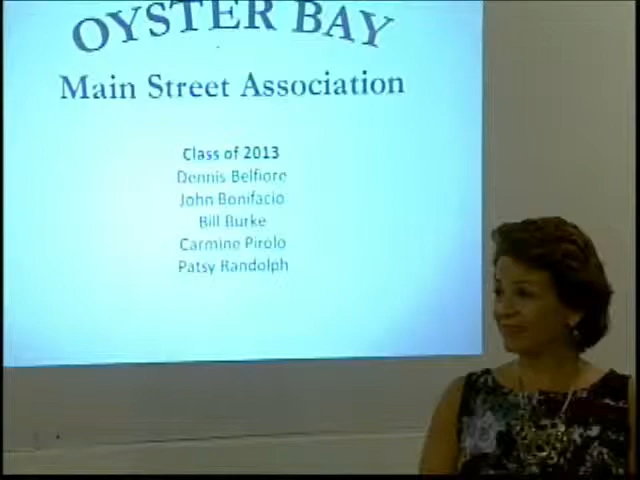 OYSTER BAY
Main Street Association
Class of 2013
Dennis Belfiore
John Bonifacio
Bill Burke
Carmine Pirolo
Patsy Randolph